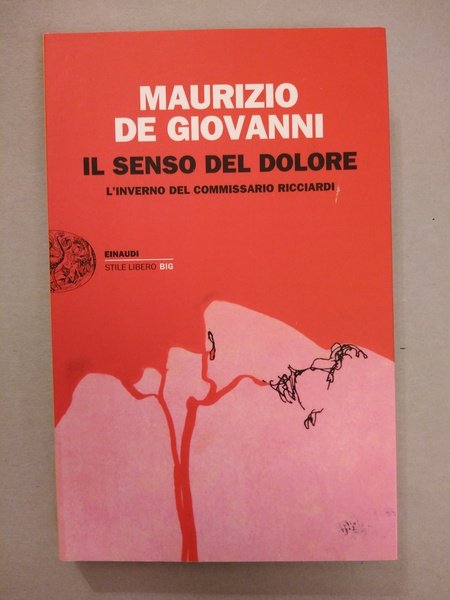 MAURIZIO
DE GIOVANNI
IL SENSO DEL DOLORE
L'INVERNO DEL COMMISSARIO RICCIARDI
EINAUDI
STILE LIBERO BIG